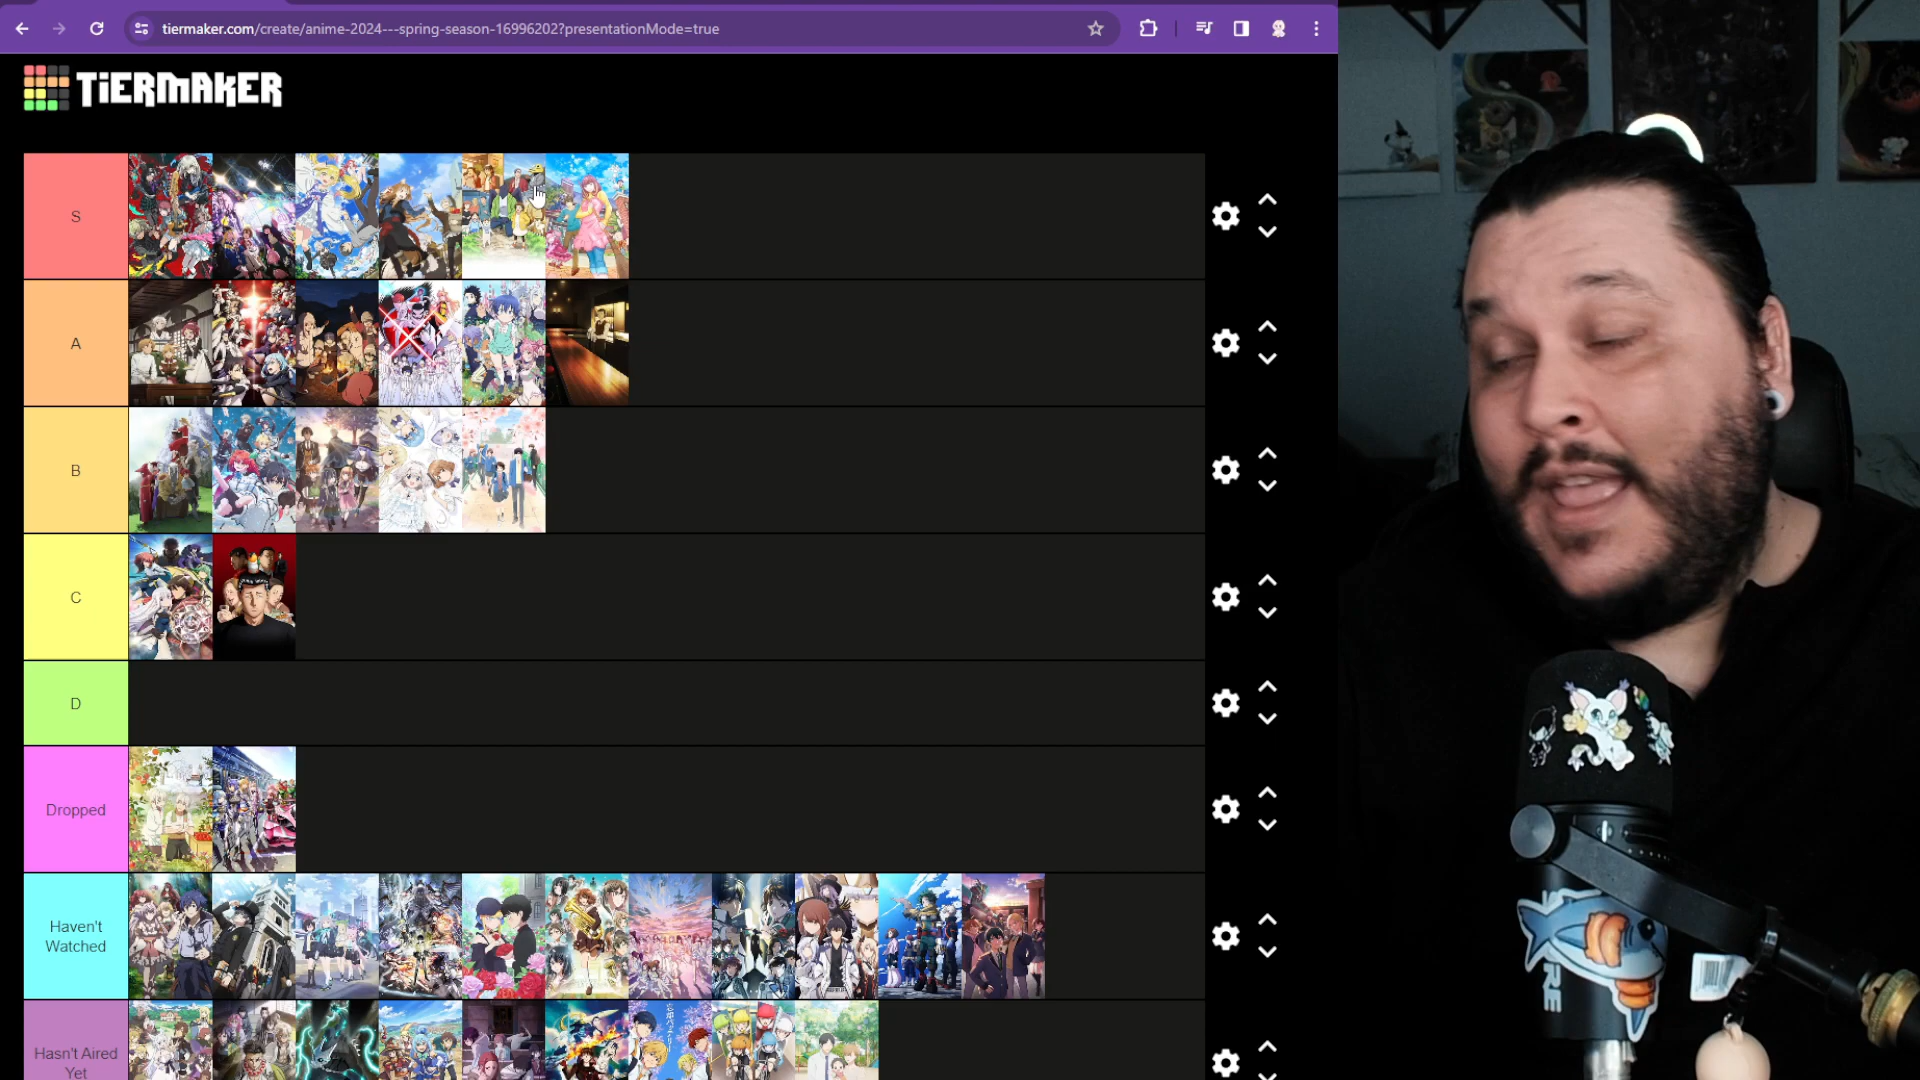 tiermaker.com/create/anime-2024---spring-season-16996202?presentationMode=true
TiERMAKER
S
A
B
C
D
Dropped
Haven't
Watched
Hasn't Aired
Yet